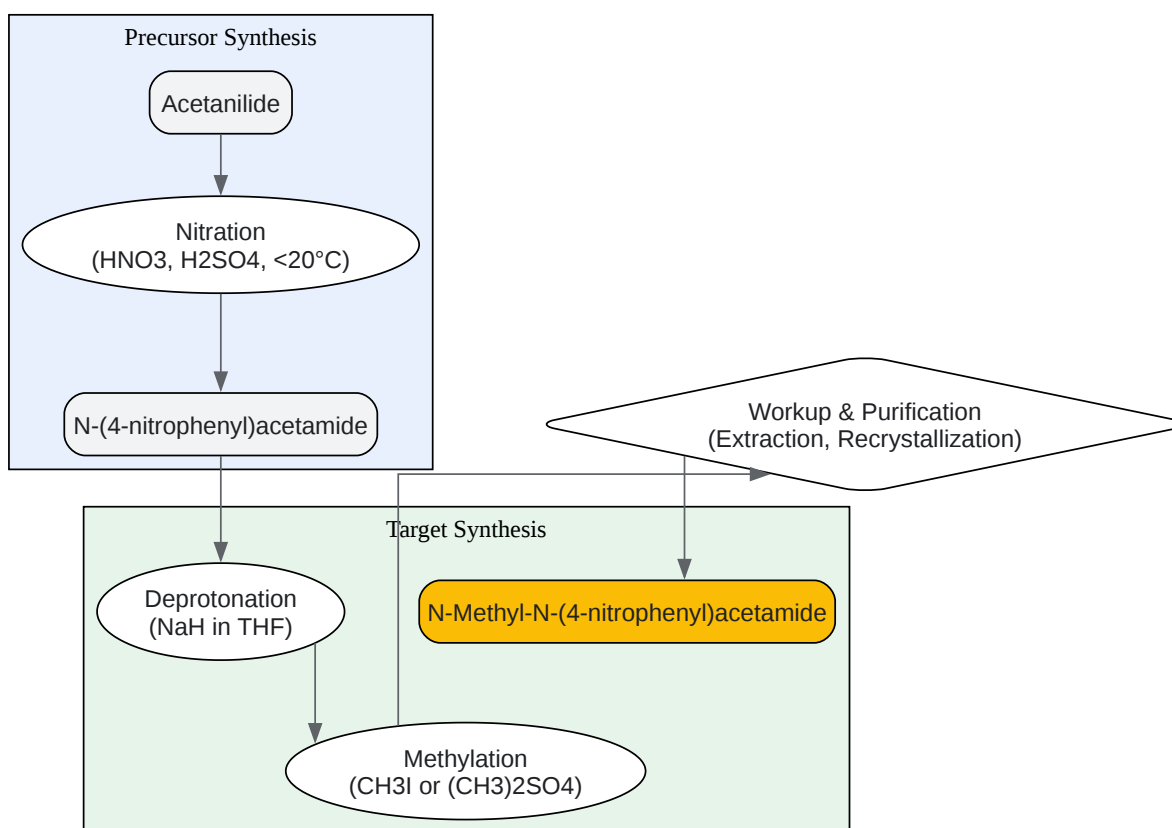 Precursor Synthesis
Acetanilide
Nitration
(HNO3, H2SO4, <20°C)
N-(4-nitrophenyl)acetamide
Workup & Purification
(Extraction, Recrystallization)
Target Synthesis
Deprotonation
(NaH in THF)
N-Methyl-N-(4-nitrophenyl)acetamide
Methylation
(CH3I or (CH3)2SO4)